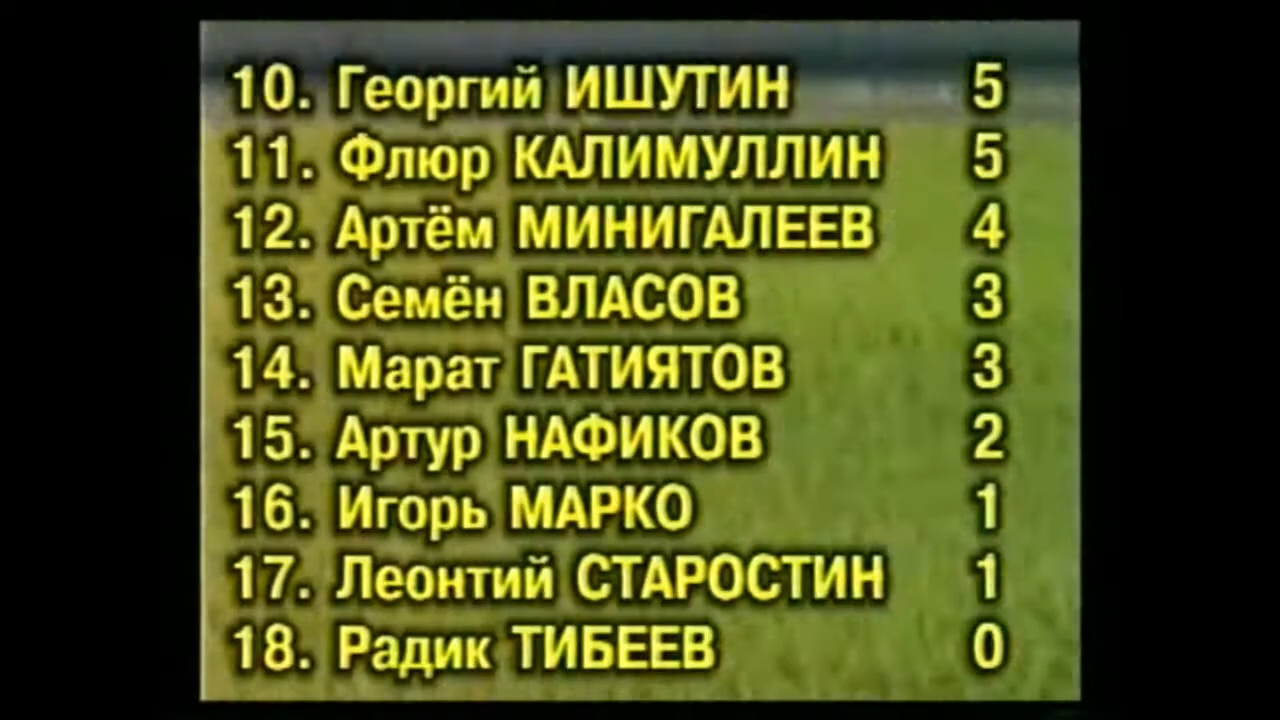 10. Георгий ИШУТИН 5
11. Флюр КАЛИМУЛЛИН 5
12. Артём МИНИГАЛЕЕВ 4
13. Семён ВЛАСОВ 3
14. Марат ГАТИЯТОВ 3
15. Артур НАФИКОВ 2
16. Игорь МАРКО 1
17. Леонтий СТАРОСТИН 1
18. Радик ТИБЕЕВ 0